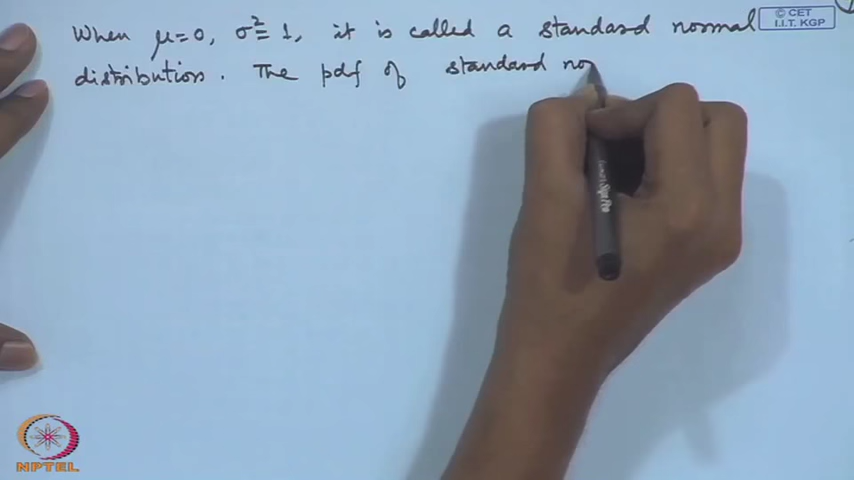 When μ=0, σ²=1, it is called a standard normal
distribution. The pdf of standard no
© CET
I.I.T. KGP
NPTEL